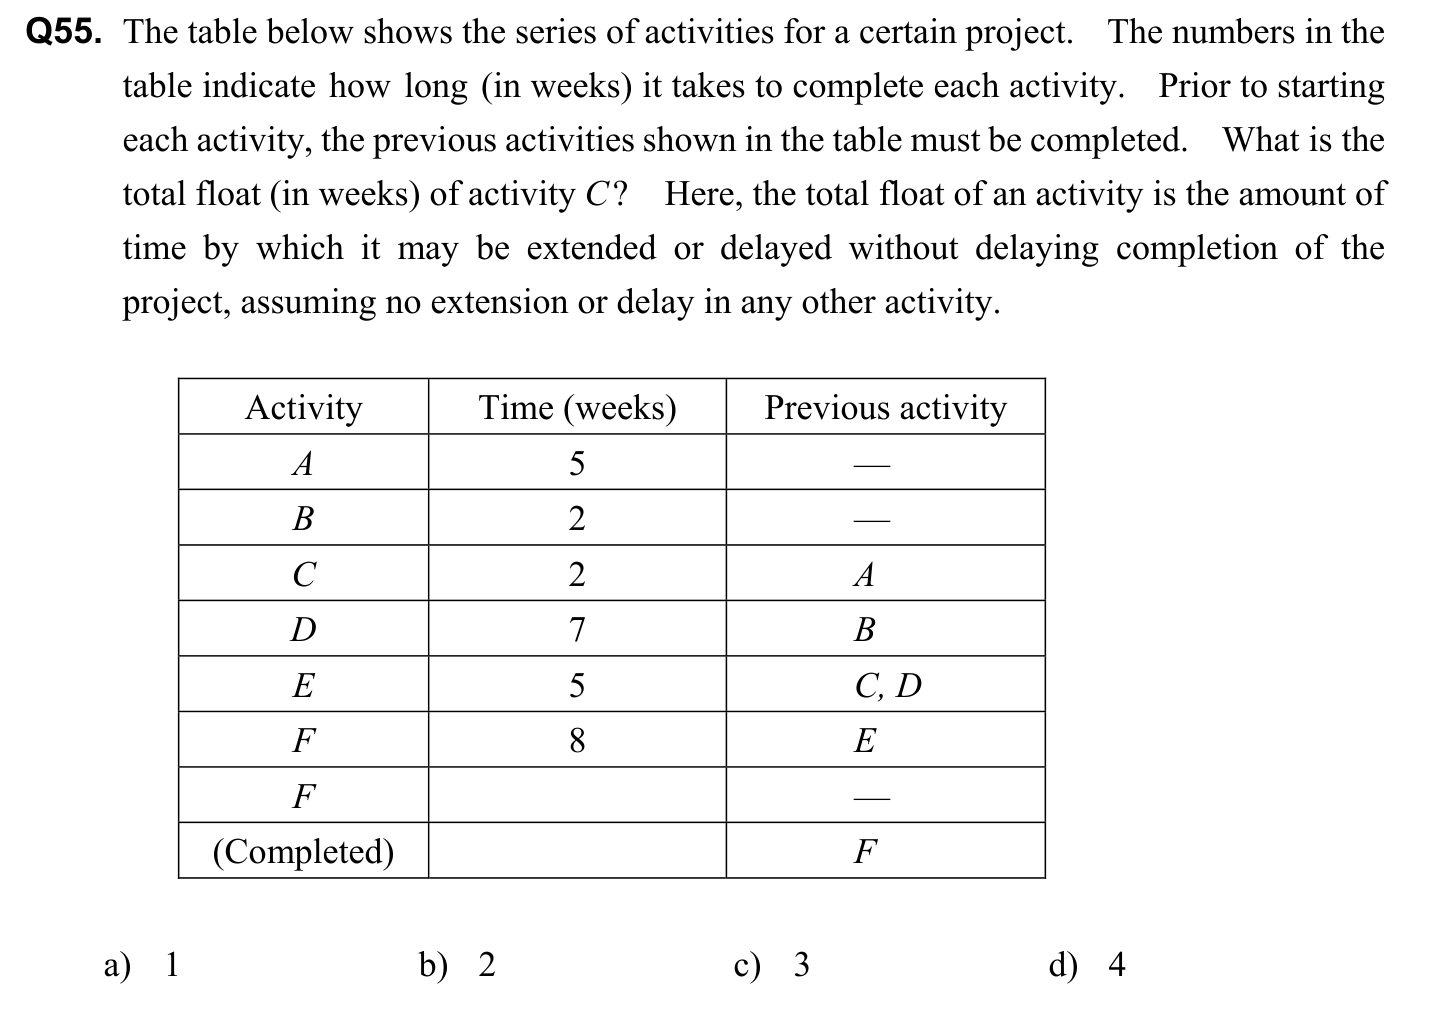 Q55. The table below shows the series of activities for a certain project. The numbers in the
table indicate how long (in weeks) it takes to complete each activity. Prior to starting
each activity, the previous activities shown in the table must be completed. What is the
total float (in weeks) of activity C? Here, the total float of an activity is the amount of
time by which it may be extended or delayed without delaying completion of the
project, assuming no extension or delay in any other activity.
Activity Time (weeks) Previous activity
A 5 —
B 2 —
C 2 A
D 7 B
E 5 C, D
F 8 E
F —
(Completed) F
a) 1 b) 2 c) 3 d) 4